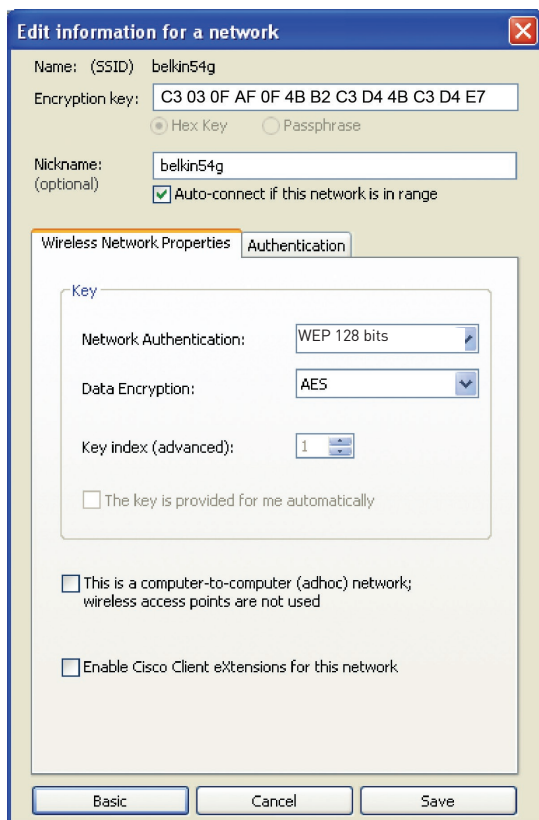 Edit information for a network
Name: (SSID) belkin54g
Encryption key: C3 03 0F AF 0F 4B B2 C3 D4 4B C3 D4 E7
Hex Key Passphrase
Nickname: belkin54g
(optional)
Auto-connect if this network is in range
Wireless Network Properties Authentication
Key
Network Authentication: WEP 128 bits
Data Encryption: AES
Key index (advanced): 1
The key is provided for me automatically
This is a computer-to-computer (adhoc) network;
wireless access points are not used
Enable Cisco Client eXtensions for this network
Basic Cancel Save